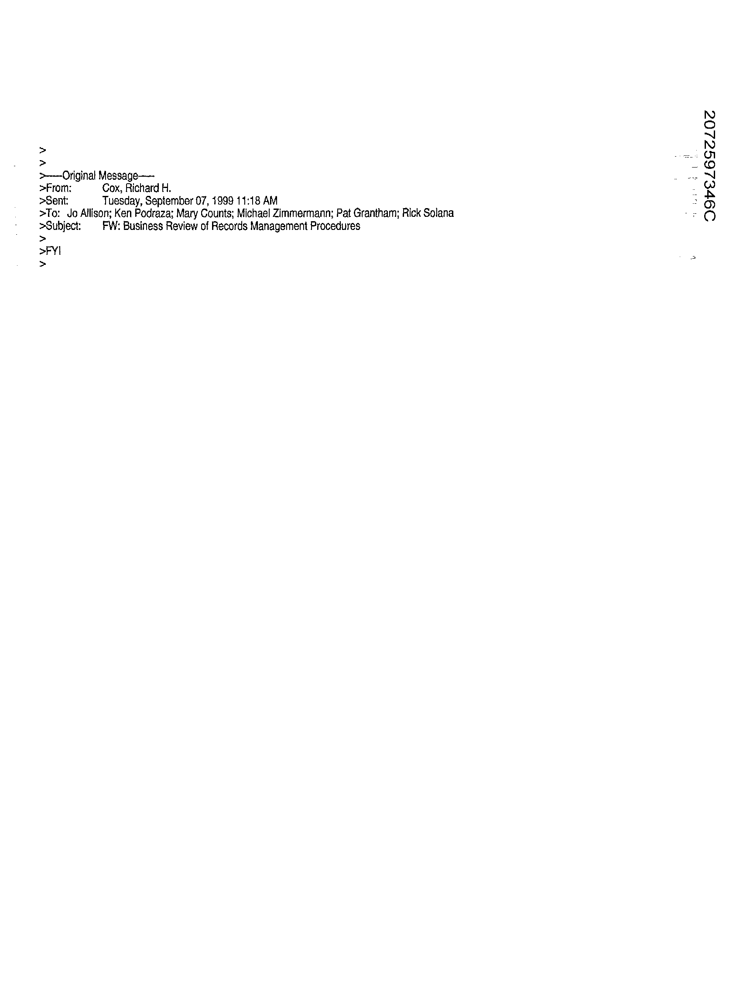 >
>
>-----Original Message-----
>From: Cox, Richard H.
>Sent: Tuesday, September 07, 1999 11:18 AM
>To: Jo Allison; Ken Podraza; Mary Counts; Michael Zimmermann; Pat Grantham; Rick Solana
>Subject: FW: Business Review of Records Management Procedures
>
>FYI
>
2072597346C